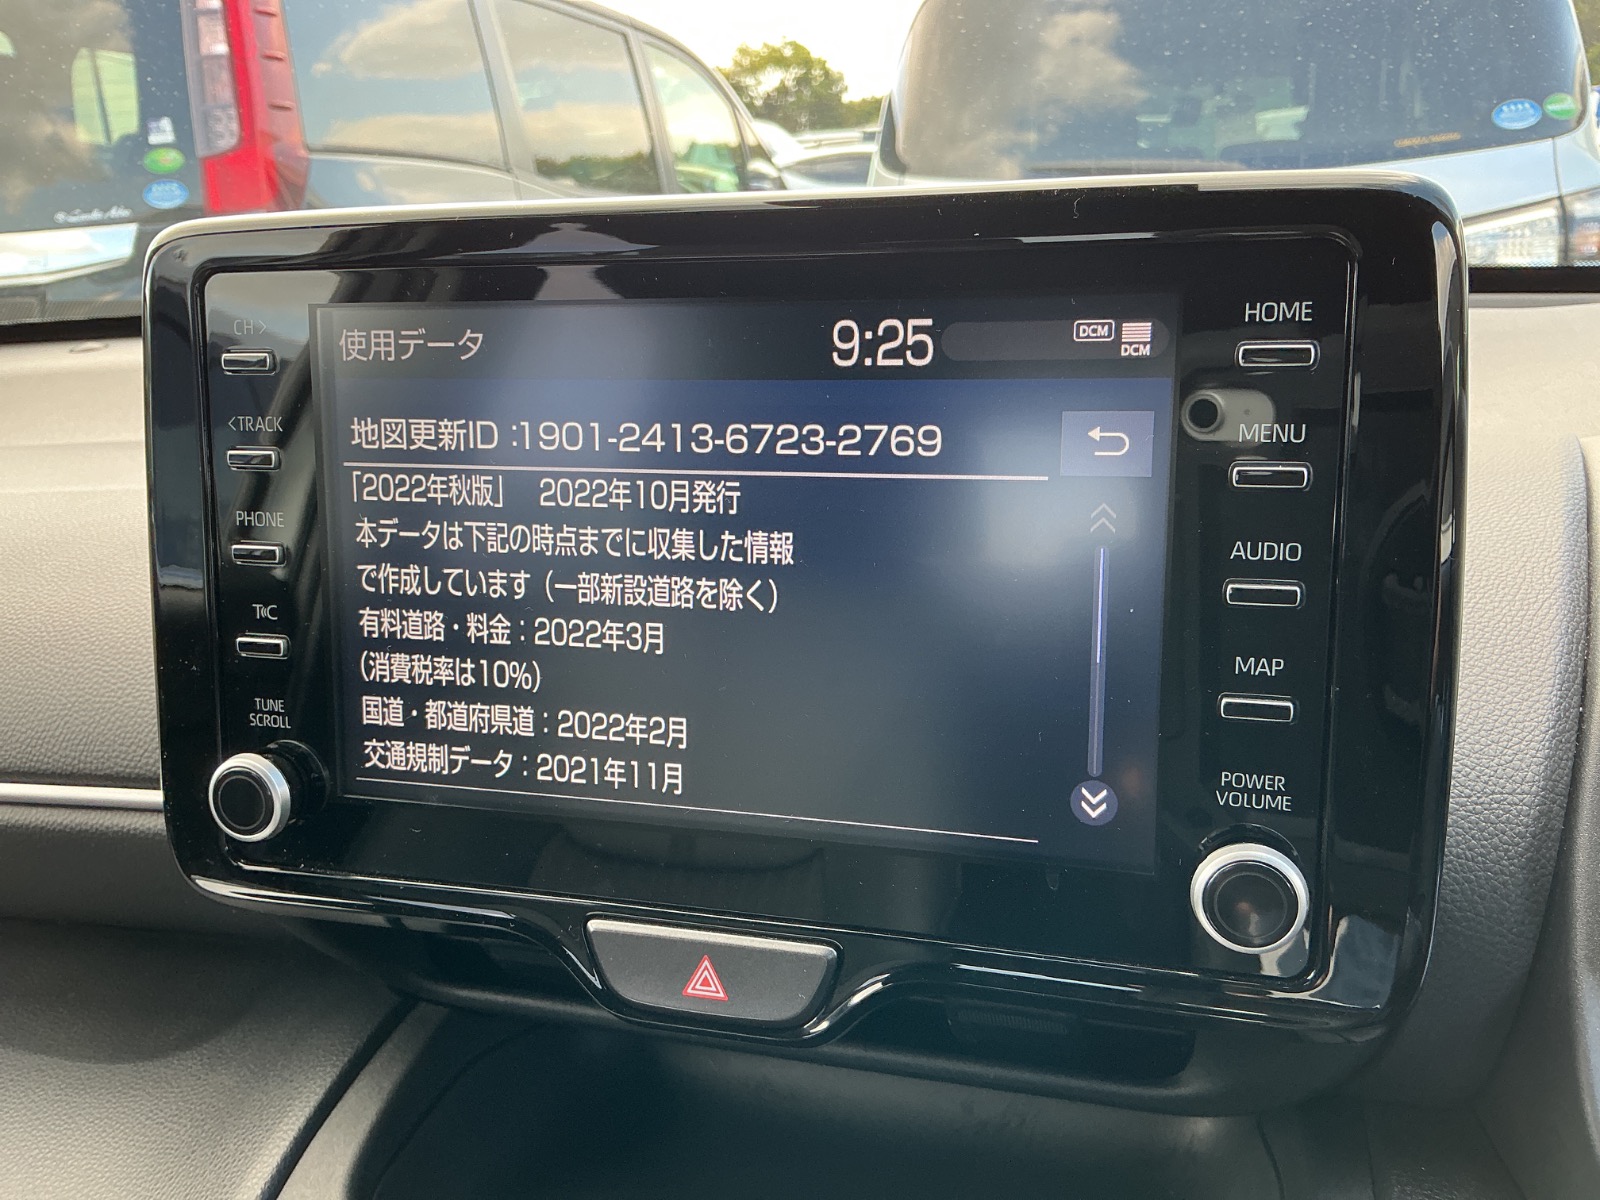 使用データ
9:25
DCM
DCM
地図更新ID：1901-2413-6723-2769
「2022年秋版」　2022年10月発行
本データは下記の時点までに収集した情報
で作成しています（一部新設道路を除く）
有料道路・料金：2022年3月
（消費税率は10%）
国道・都道府県道：2022年2月
交通規制データ：2021年11月
CH>
<TRACK
PHONE
TC
TUNE
SCROLL
HOME
MENU
AUDIO
MAP
POWER
VOLUME